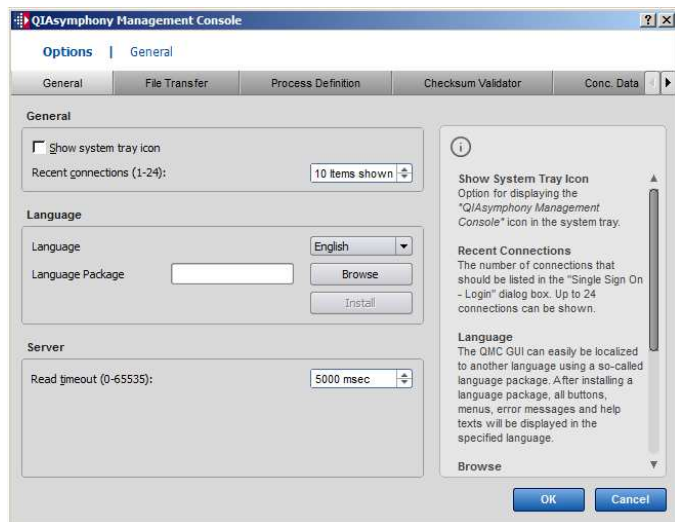 QIAsymphony Management Console
Options | General
General File Transfer Process Definition Checksum Validator Conc. Data
General
Show system tray icon
Recent connections (1-24): 10 Items shown
Language
Language English
Language Package Browse
Install
Server
Read timeout (0-65535): 5000 msec
Show System Tray Icon
Option for displaying the
"QIAsymphony Management
Console" icon in the system tray.
Recent Connections
The number of connections that
should be listed in the "Single Sign On
- Login" dialog box. Up to 24
connections can be shown.
Language
The QMC GUI can easily be localized
to another language using a so-called
language package. After installing a
language package, all buttons,
menus, error messages and help
texts will be displayed in the
specified language.
Browse
OK Cancel